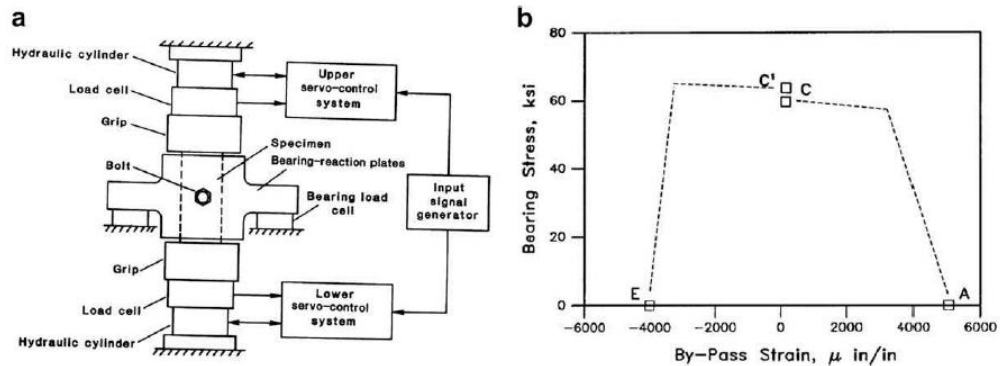 a
Hydraulic cylinder
Load cell
Grip
Bolt
Grip
Load cell
Hydraulic cylinder
Upper
servo-control
system
Specimen
Bearing-reaction plates
Bearing load
cell
Input
signal
generator
Lower
servo-control
system
b
Bearing Stress, ksi
80
60
40
20
0
C'
C
E
A
-6000
-4000
-2000
0
2000
4000
6000
By-Pass Strain, μ in/in